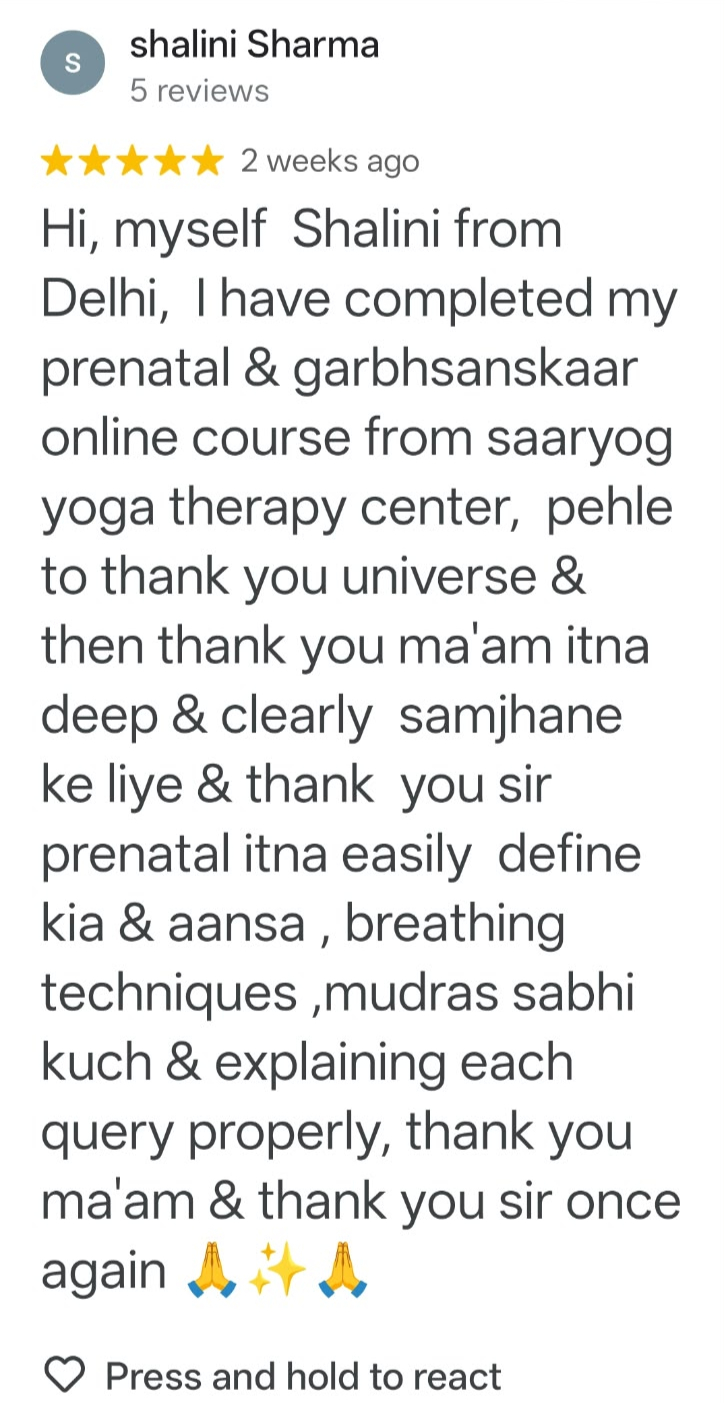 S
shalini Sharma
5 reviews
★★★★★ 2 weeks ago
Hi, myself  Shalini from
Delhi,  I have completed my
prenatal & garbhsanskaar
online course from saaryog
yoga therapy center,  pehle
to thank you universe &
then thank you ma'am itna
deep & clearly  samjhane
ke liye & thank  you sir
prenatal itna easily  define
kia & aansa , breathing
techniques ,mudras sabhi
kuch & explaining each
query properly, thank you
ma'am & thank you sir once
again 🙏✨🙏
Press and hold to react